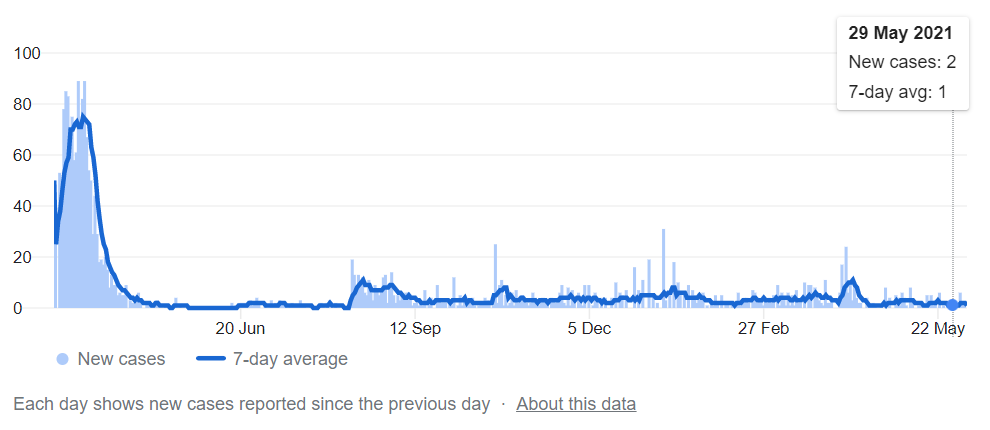 29 May 2021
New cases: 2
7-day avg: 1
100
80
60
40
20
0
20 Jun 12 Sep 5 Dec 27 Feb 22 May
New cases 7-day average
Each day shows new cases reported since the previous day · About this data